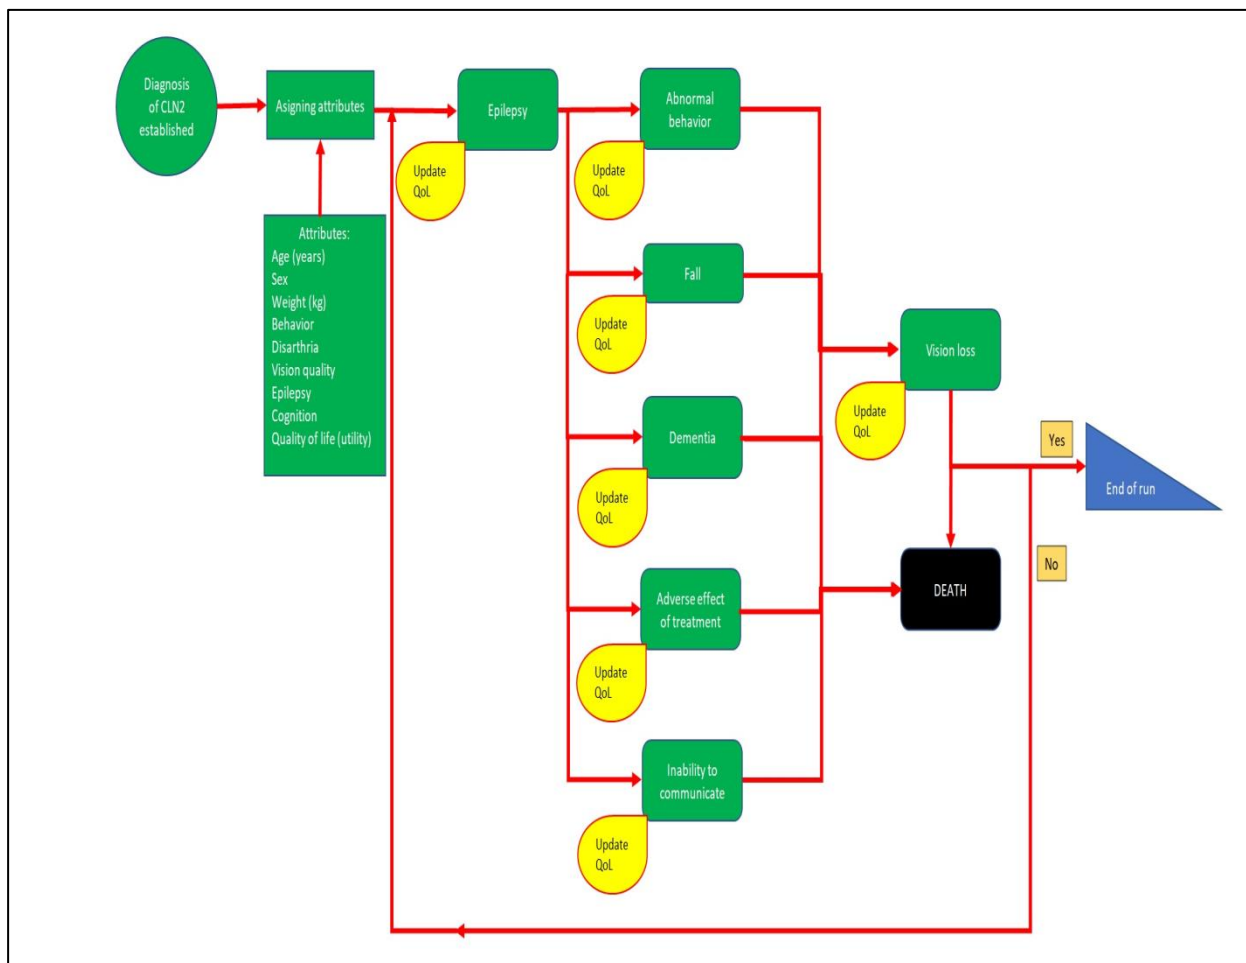 Diagnosis
of CLN2
established
Asigning attributes
Epilepsy
Update
QoL
Abnormal
behavior
Update
QoL
Attributes:
Age (years)
Sex
Weight (kg)
Behavior
Disarthria
Vision quality
Epilepsy
Cognition
Quality of life (utility)
Fall
Update
QoL
Vision loss
Update
QoL
Dementia
Update
QoL
Yes
End of run
No
DEATH
Adverse effect
of treatment
Update
QoL
Inability to
communicate
Update
QoL